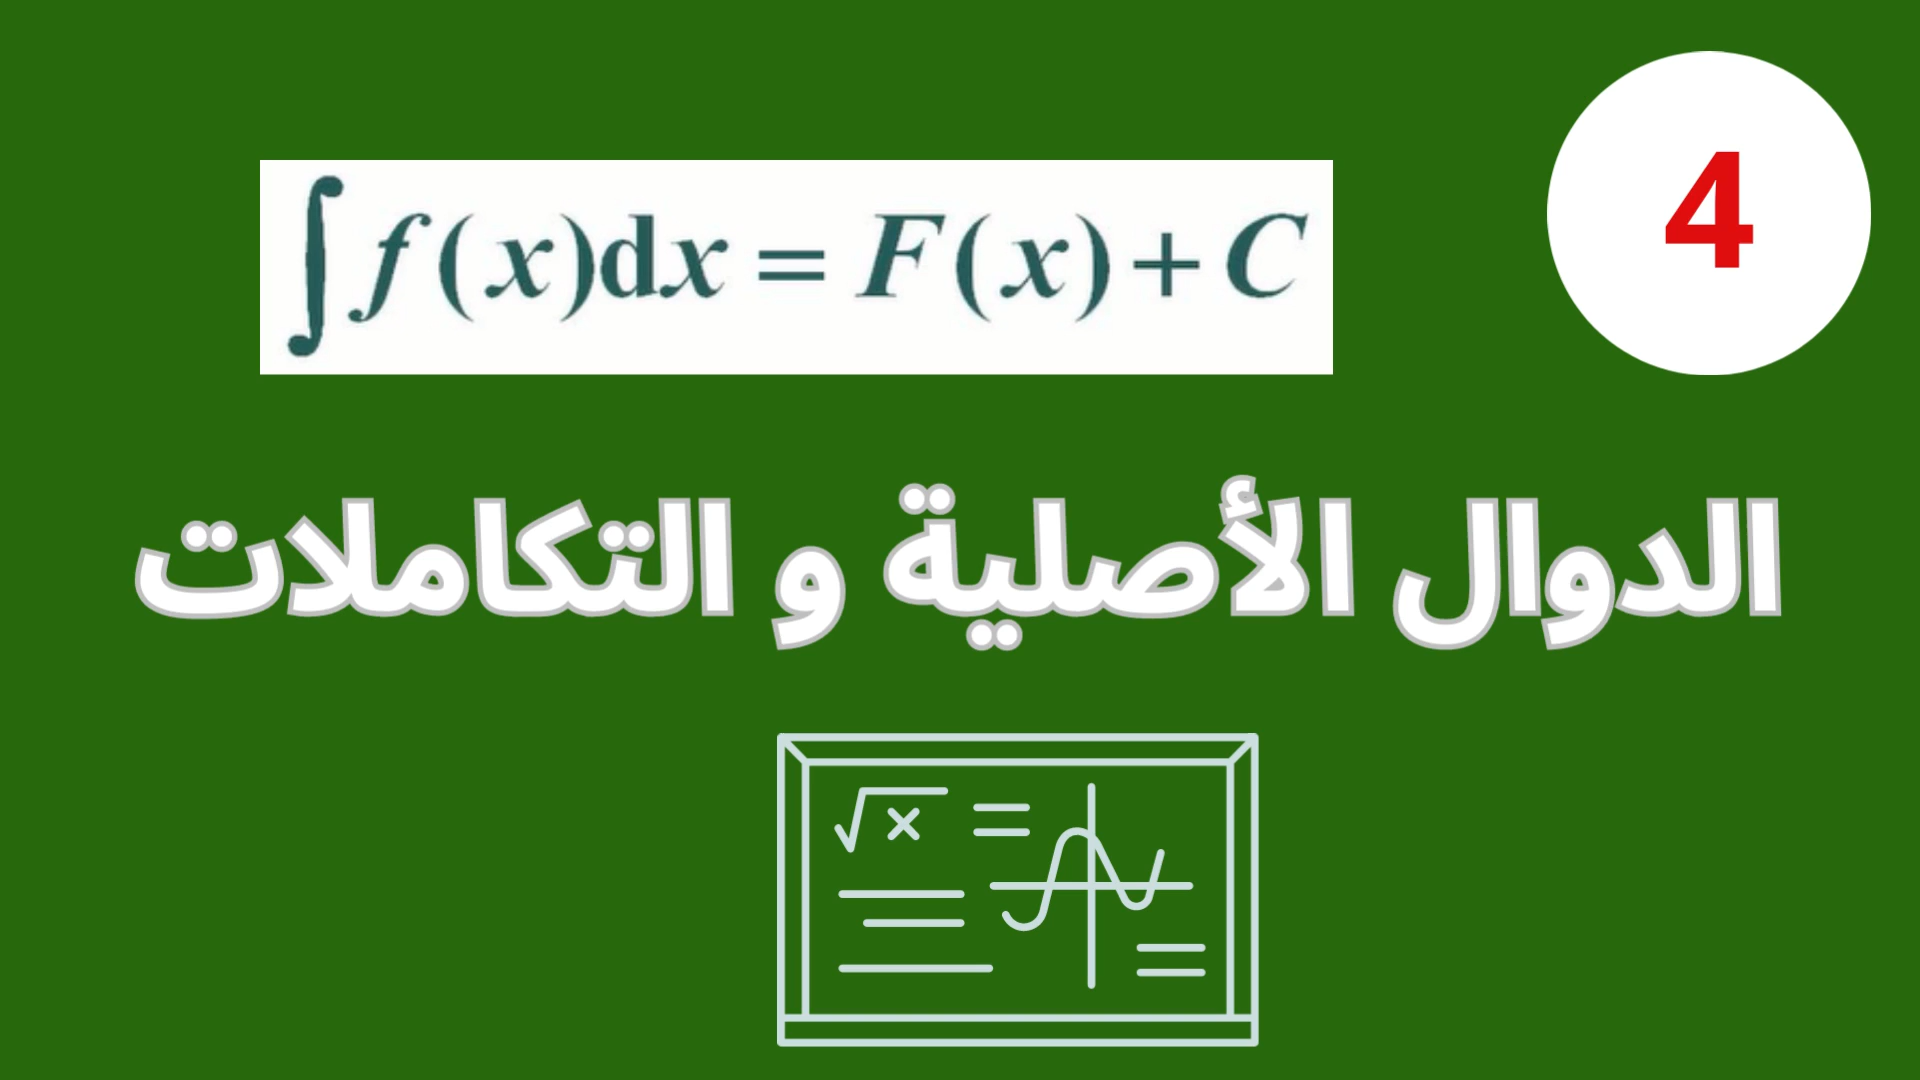 4
∫f(x)dx = F(x)+C
الدوال الأصلية و التكاملات
√x =
=